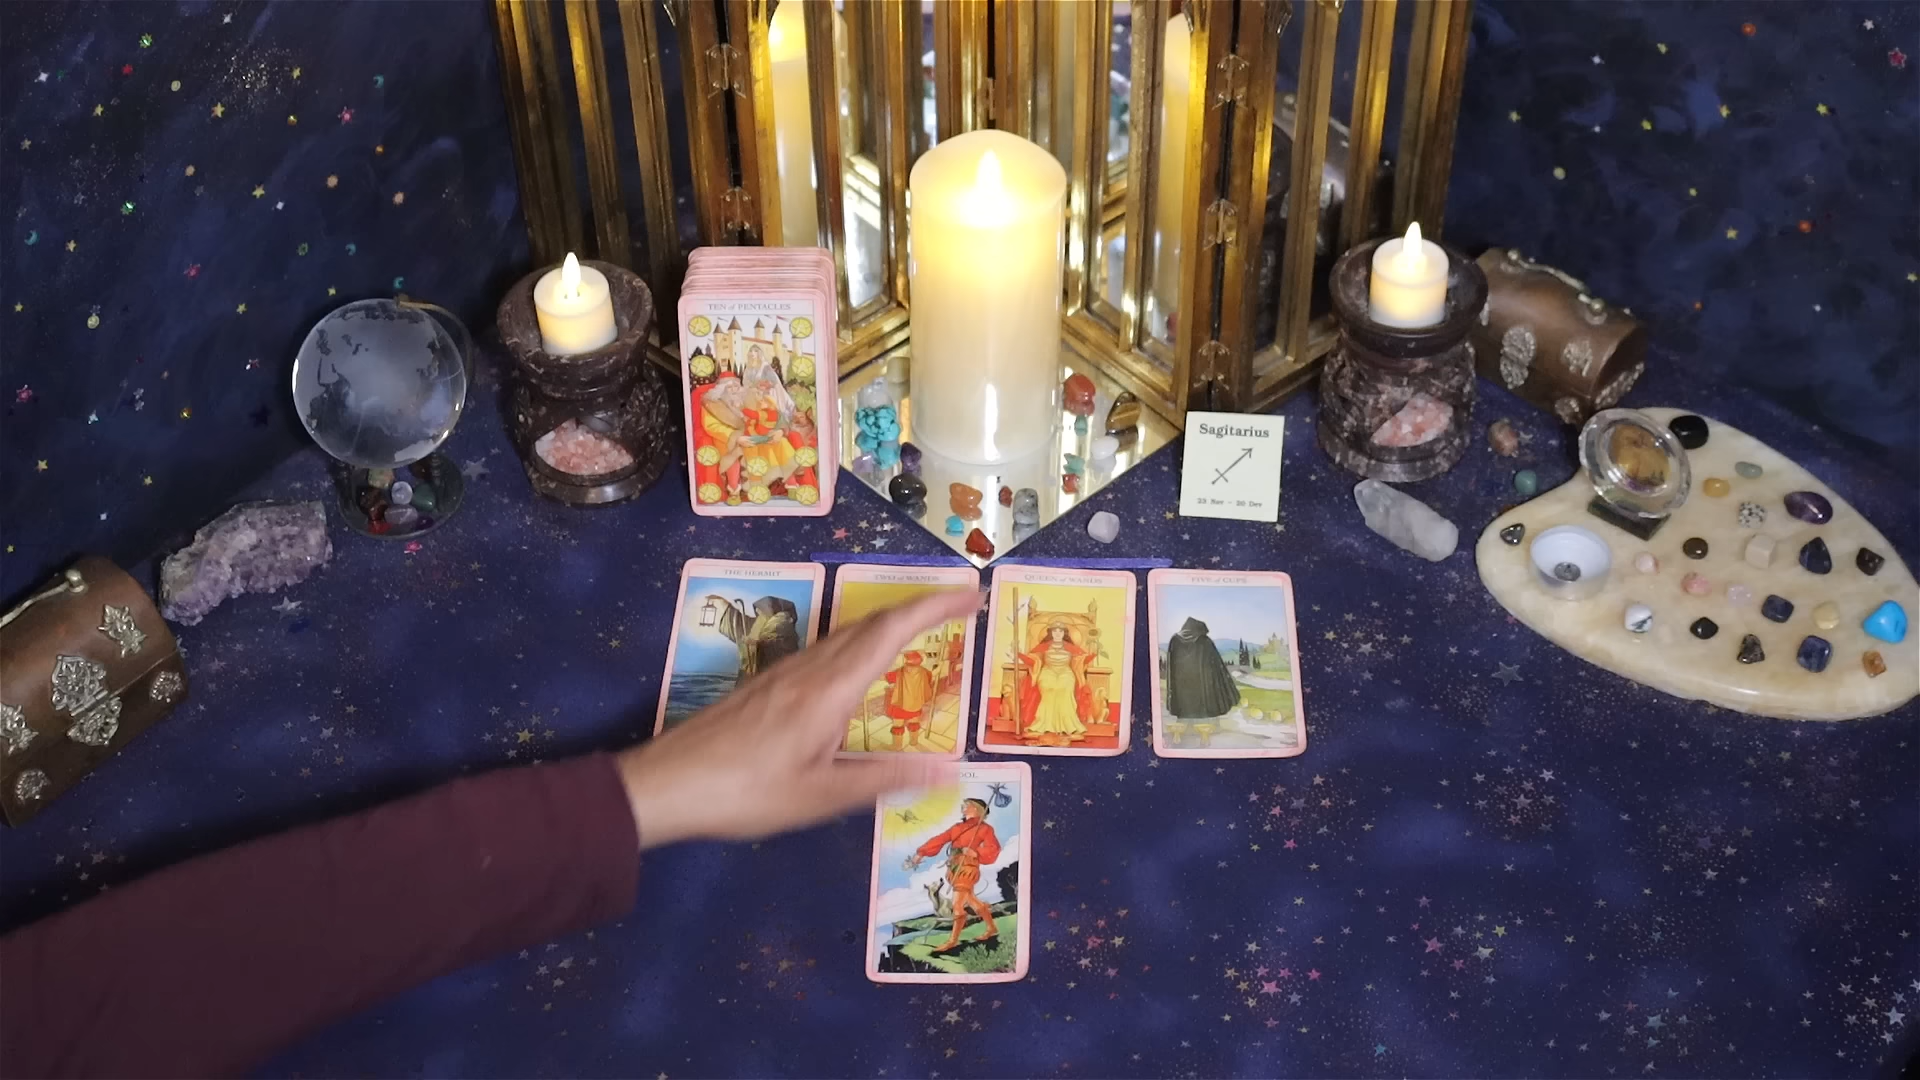 TEN of PENTACLES
Sagitarius
23 Nov - 20 Dec
THE HERMIT
TWO of WANDS
QUEEN of WANDS
FIVE of CUPS